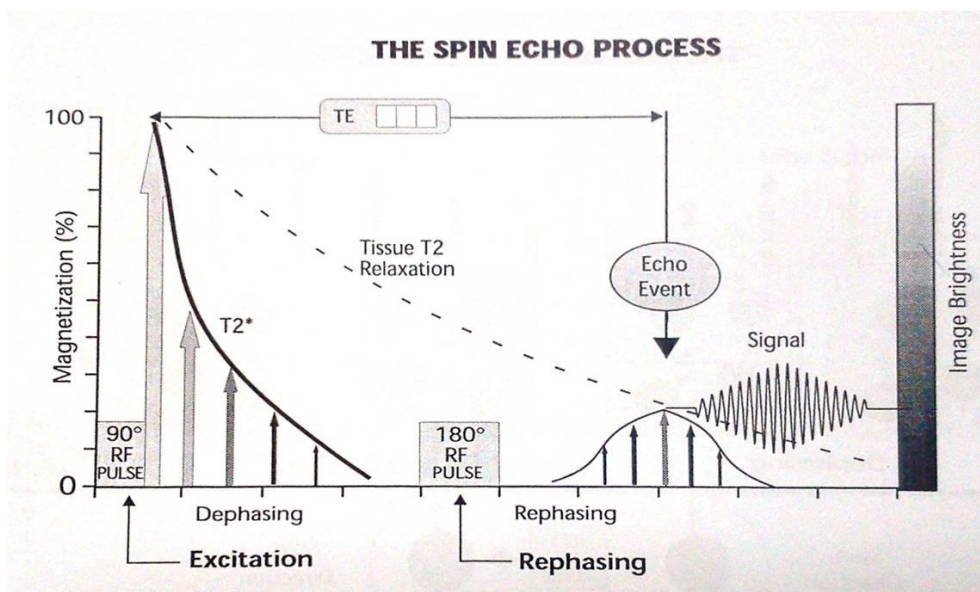 THE SPIN ECHO PROCESS
100
TE
Magnetization (%)
Tissue T2
Relaxation
T2*
Echo
Event
Signal
Image Brightness
90°
RF
PULSE
180°
RF
PULSE
0
Dephasing
Rephasing
Excitation
Rephasing